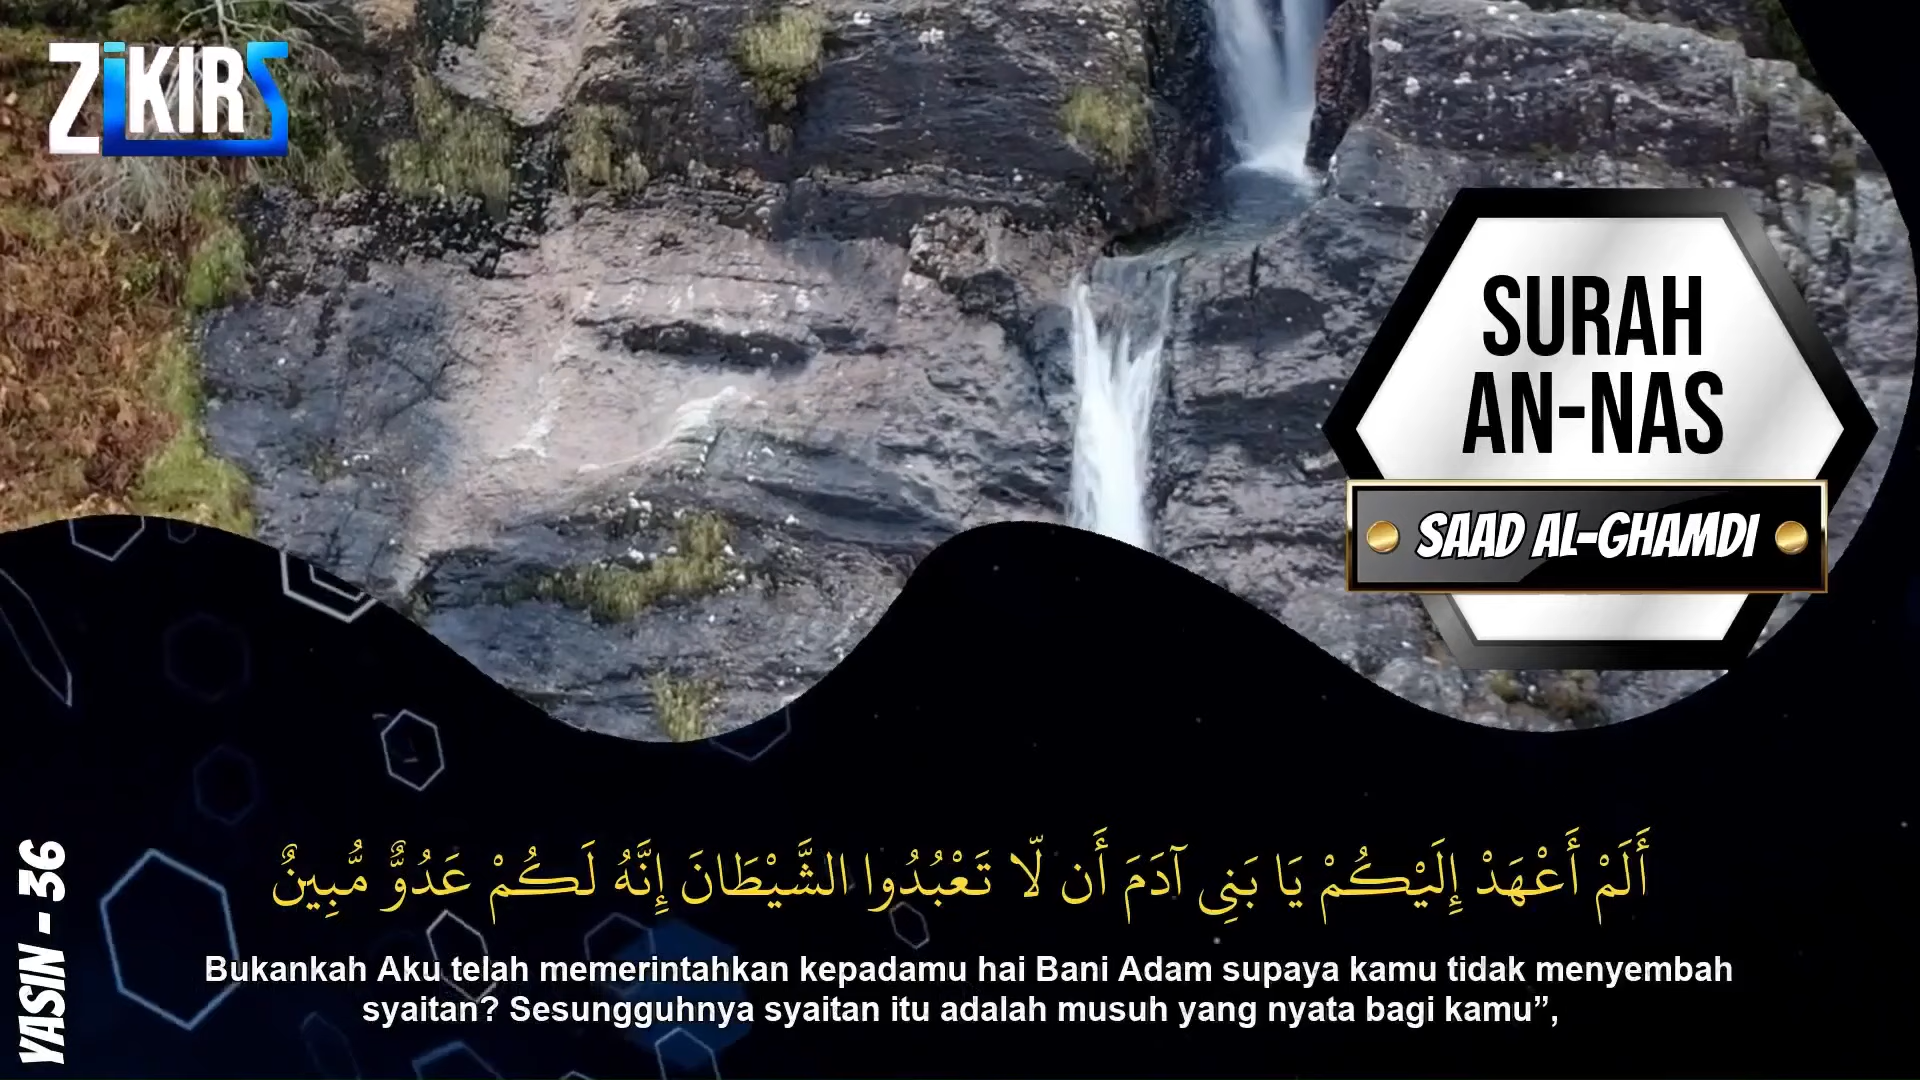 ZiKIRS
SURAH
AN-NAS
SAAD AL-GHAMDI
أَلَمْ أَعْهَدْ إِلَيْكُمْ يَا بَنِي آدَمَ أَن لَّا تَعْبُدُوا الشَّيْطَانَ إِنَّهُ لَكُمْ عَدُوٌّ مُّبِينٌ
Bukankah Aku telah memerintahkan kepadamu hai Bani Adam supaya kamu tidak menyembah
syaitan? Sesungguhnya syaitan itu adalah musuh yang nyata bagi kamu”,
YASIN - 36